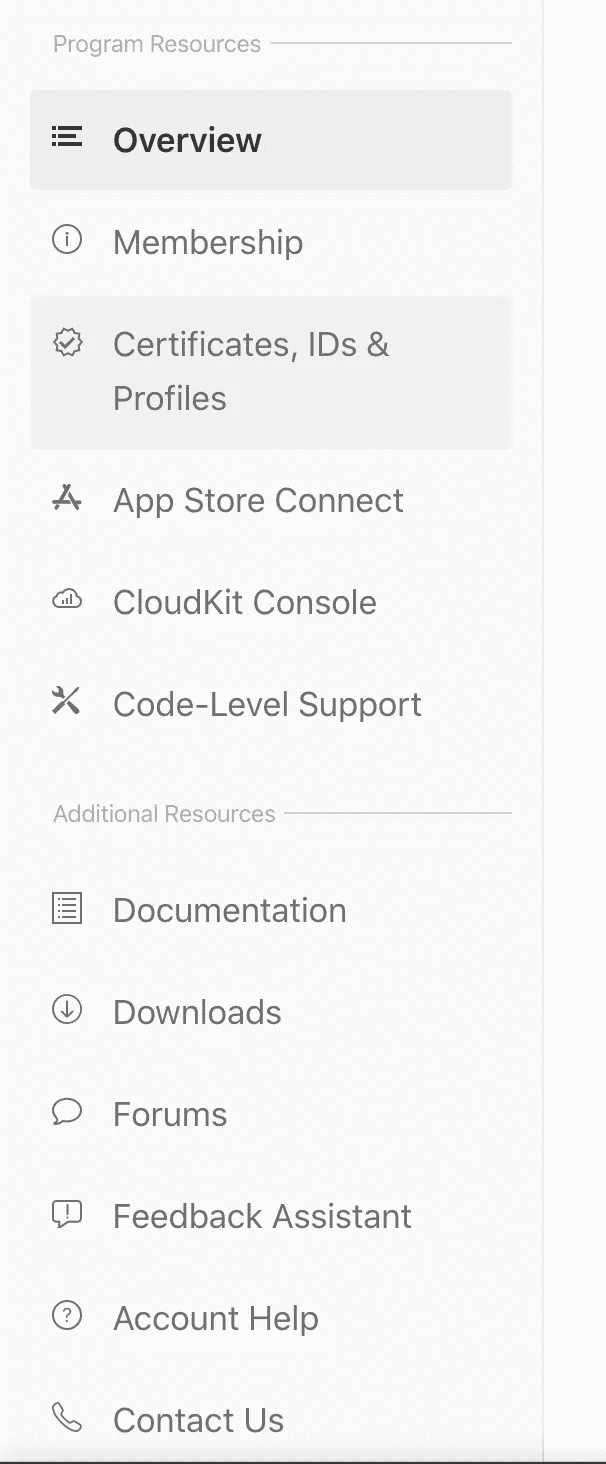 Program Resources
Overview
Membership
Certificates, IDs &
Profiles
App Store Connect
CloudKit Console
Code-Level Support
Additional Resources
Documentation
Downloads
Forums
Feedback Assistant
Account Help
Contact Us